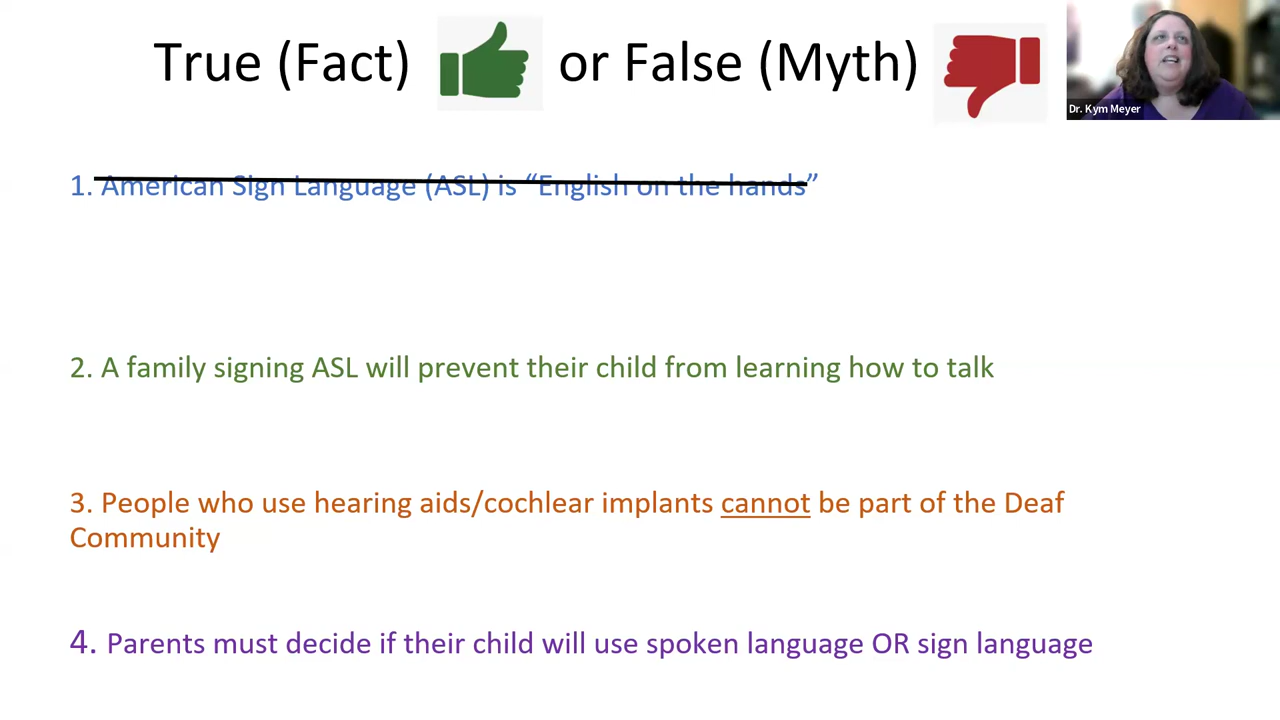 True (Fact) or False (Myth)
Dr. Kym Meyer
1. American Sign Language (ASL) is “English on the hands”
2. A family signing ASL will prevent their child from learning how to talk
3. People who use hearing aids/cochlear implants cannot be part of the Deaf
Community
4. Parents must decide if their child will use spoken language OR sign language